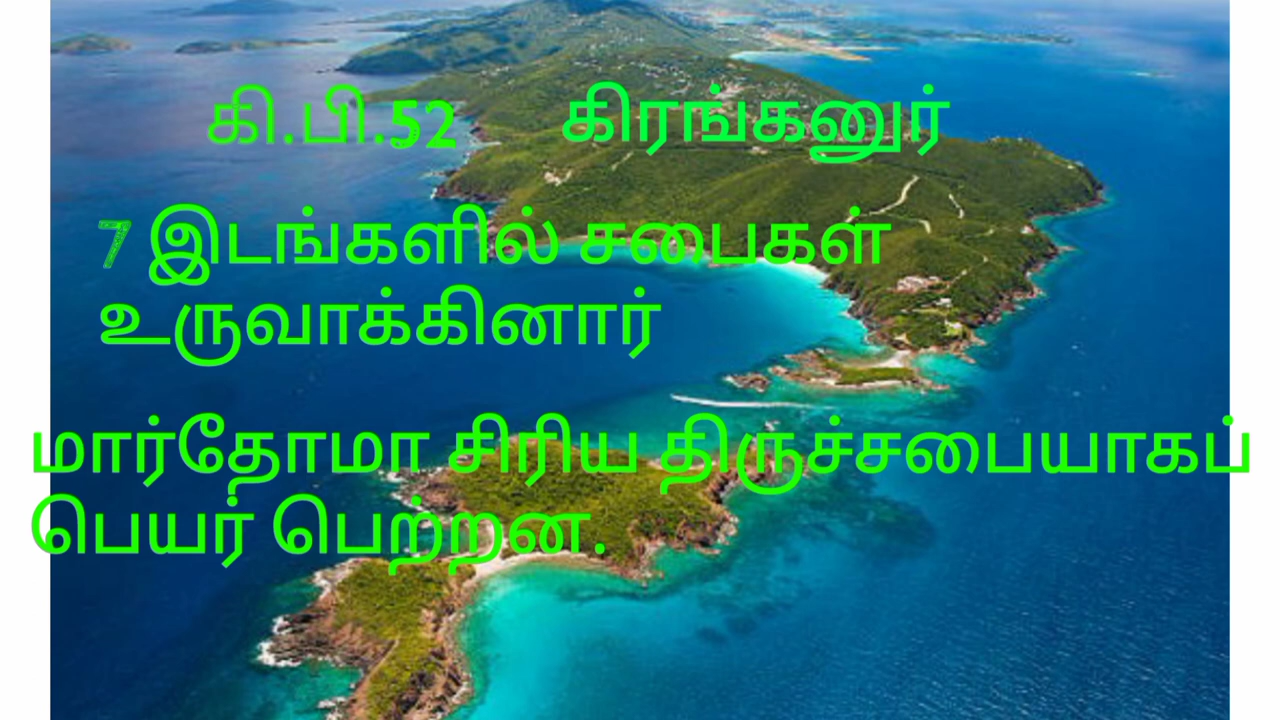 கி.பி.52 கிரங்கனுர்
7 இடங்களில் சபைகள்
உருவாக்கினார்
மார்தோமா சிரிய திருச்சபையாகப்
பெயர் பெற்றன.